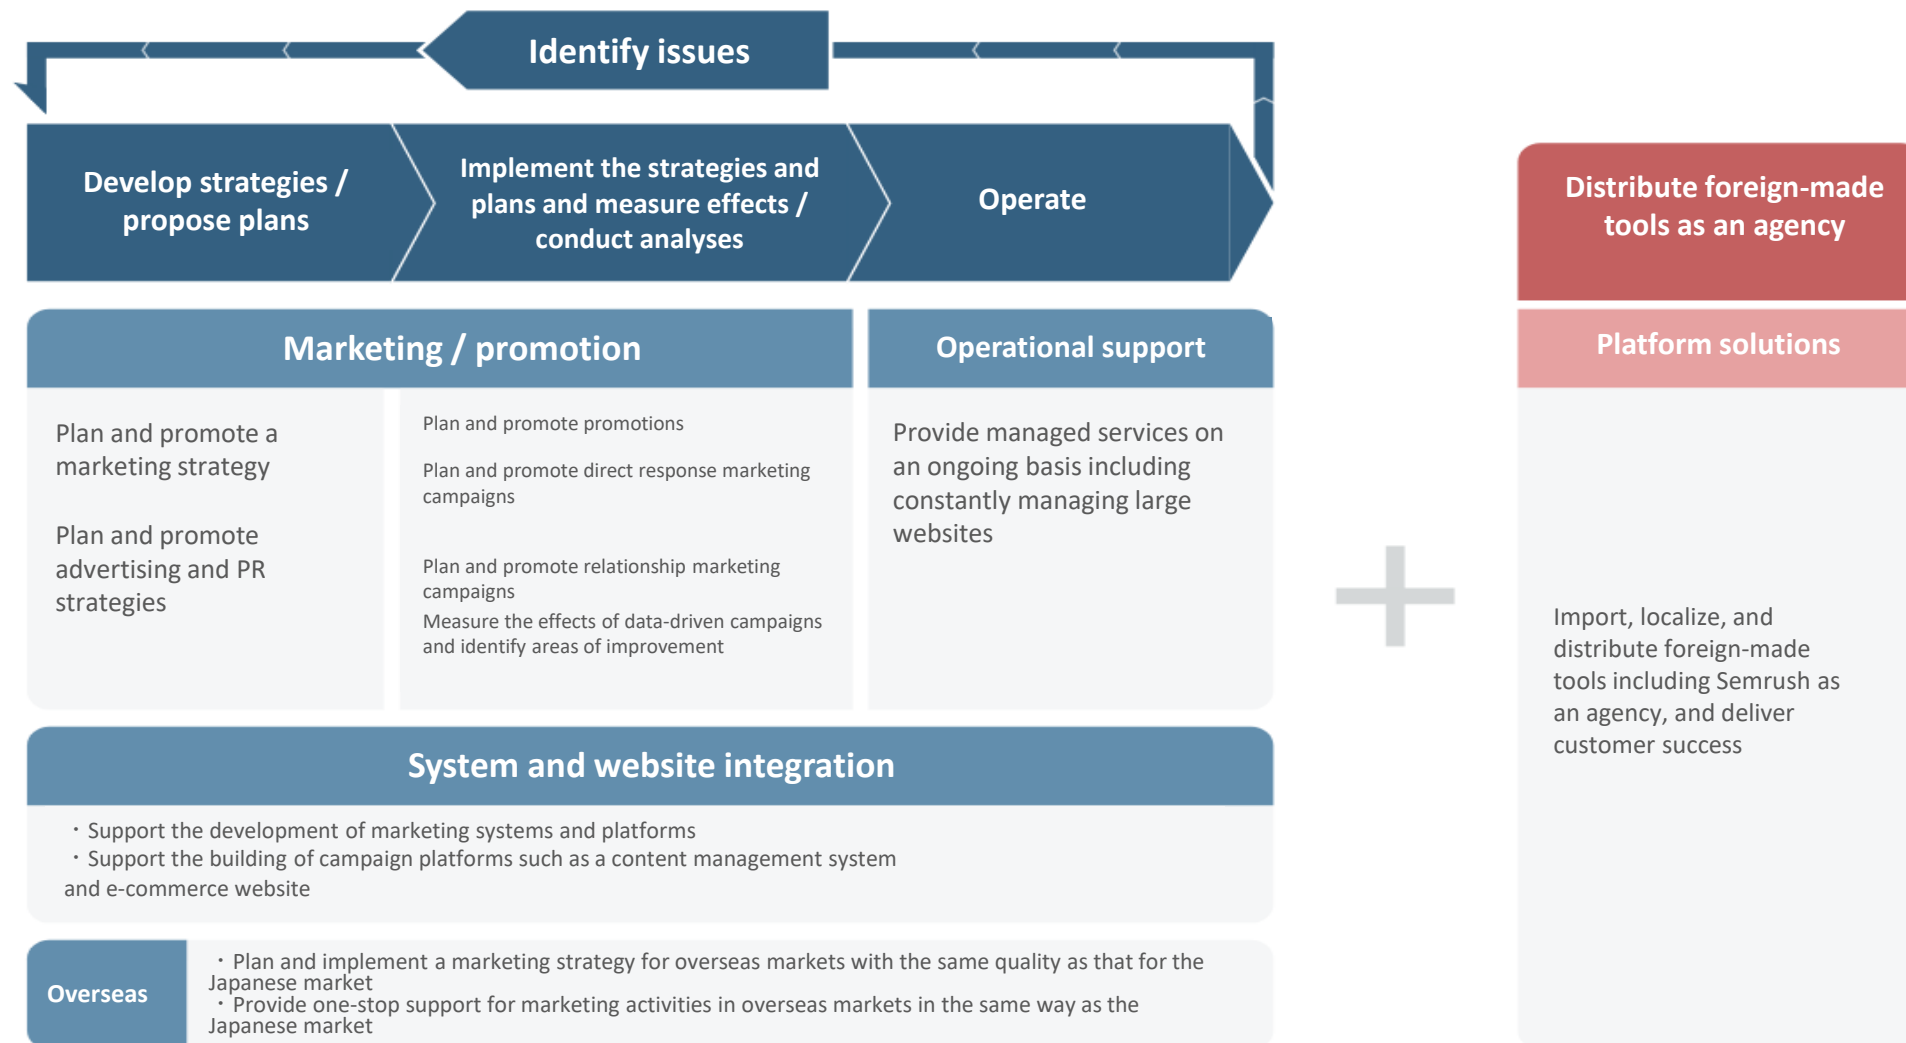 Identify issues
Develop strategies /
propose plans
Implement the strategies and
plans and measure effects /
conduct analyses
Operate
Distribute foreign-made
tools as an agency
Marketing / promotion
Operational support
Platform solutions
Plan and promote a
marketing strategy
Plan and promote
advertising and PR
strategies
Plan and promote promotions
Plan and promote direct response marketing
campaigns
Plan and promote relationship marketing
campaigns
Measure the effects of data-driven campaigns
and identify areas of improvement
Provide managed services on
an ongoing basis including
constantly managing large
websites
Import, localize, and
distribute foreign-made
tools including Semrush as
an agency, and deliver
customer success
System and website integration
・Support the development of marketing systems and platforms
・Support the building of campaign platforms such as a content management system
and e-commerce website
Overseas
・Plan and implement a marketing strategy for overseas markets with the same quality as that for the
Japanese market
・Provide one-stop support for marketing activities in overseas markets in the same way as the
Japanese market